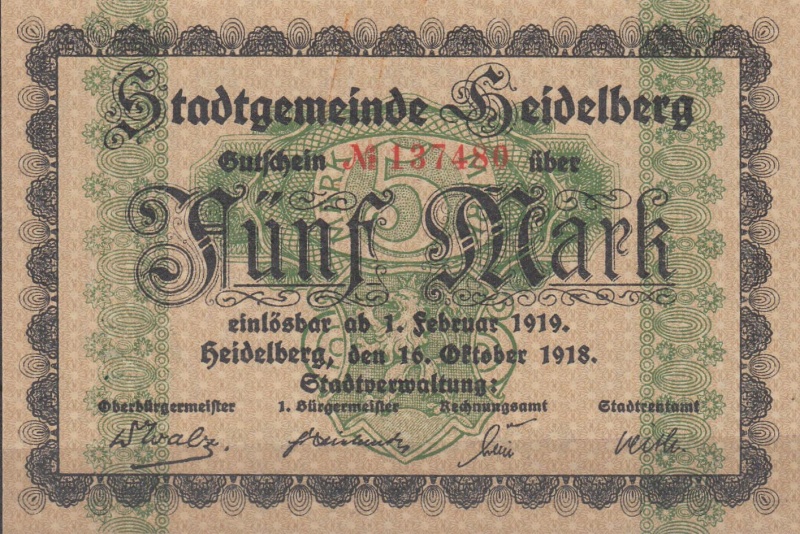 Stadtgemeinde Heidelberg
Gutschein № 137480 über
5
Fünf Mark
einlösbar ab 1. Februar 1919.
Heidelberg, den 16. Oktober 1918.
Stadtverwaltung:
Oberbürgermeister 1. Bürgermeister Rechnungsamt Stadtrentamt
Walz